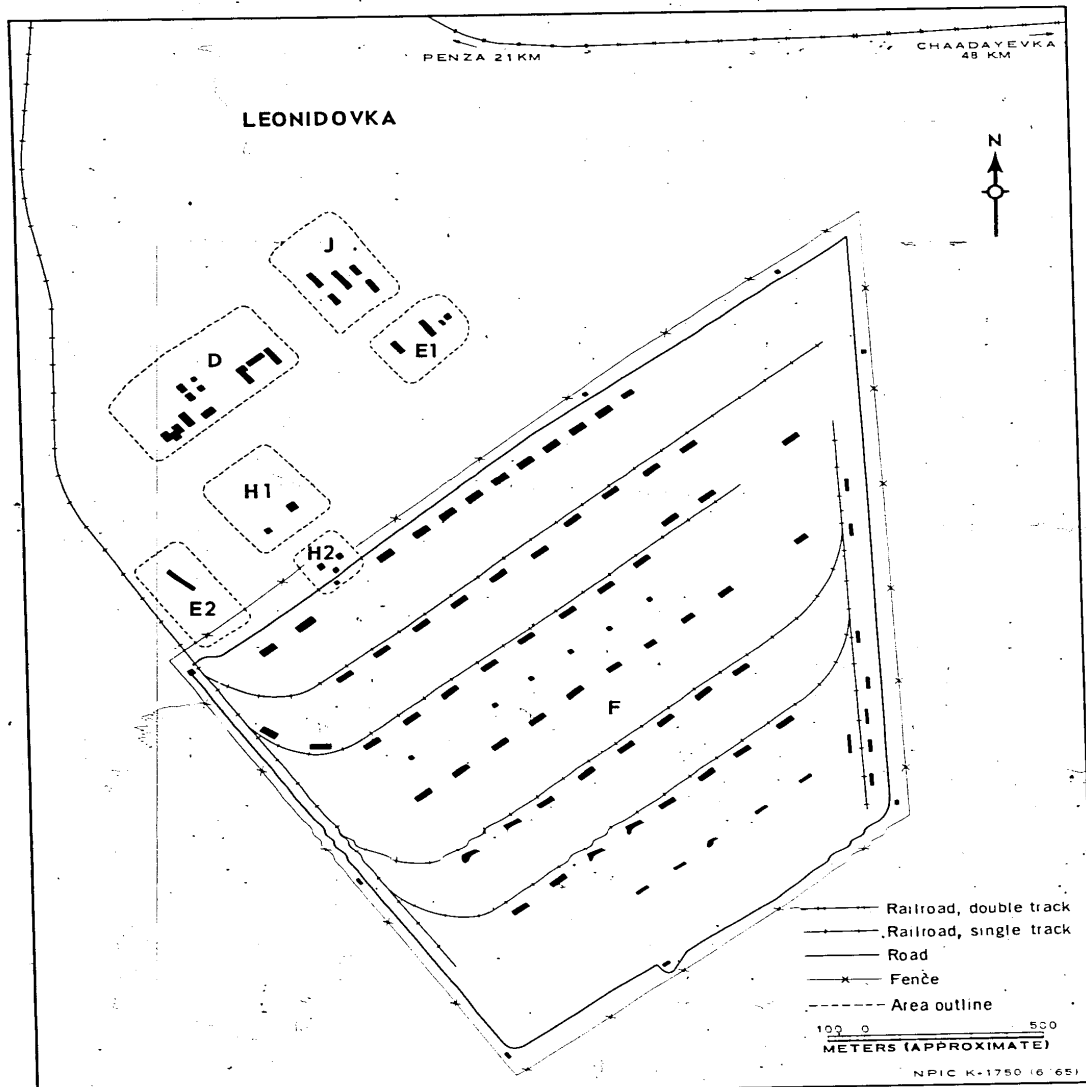 PENZA 21 KM
CHAADAYEVKA
48 KM
LEONIDOVKA
N
J
E1
D
H1
H2
E2
F
Railroad, double track
Railroad, single track
Road
Fence
Area outline
100 0 500
METERS (APPROXIMATE)
NPIC K-1750 (6/65)